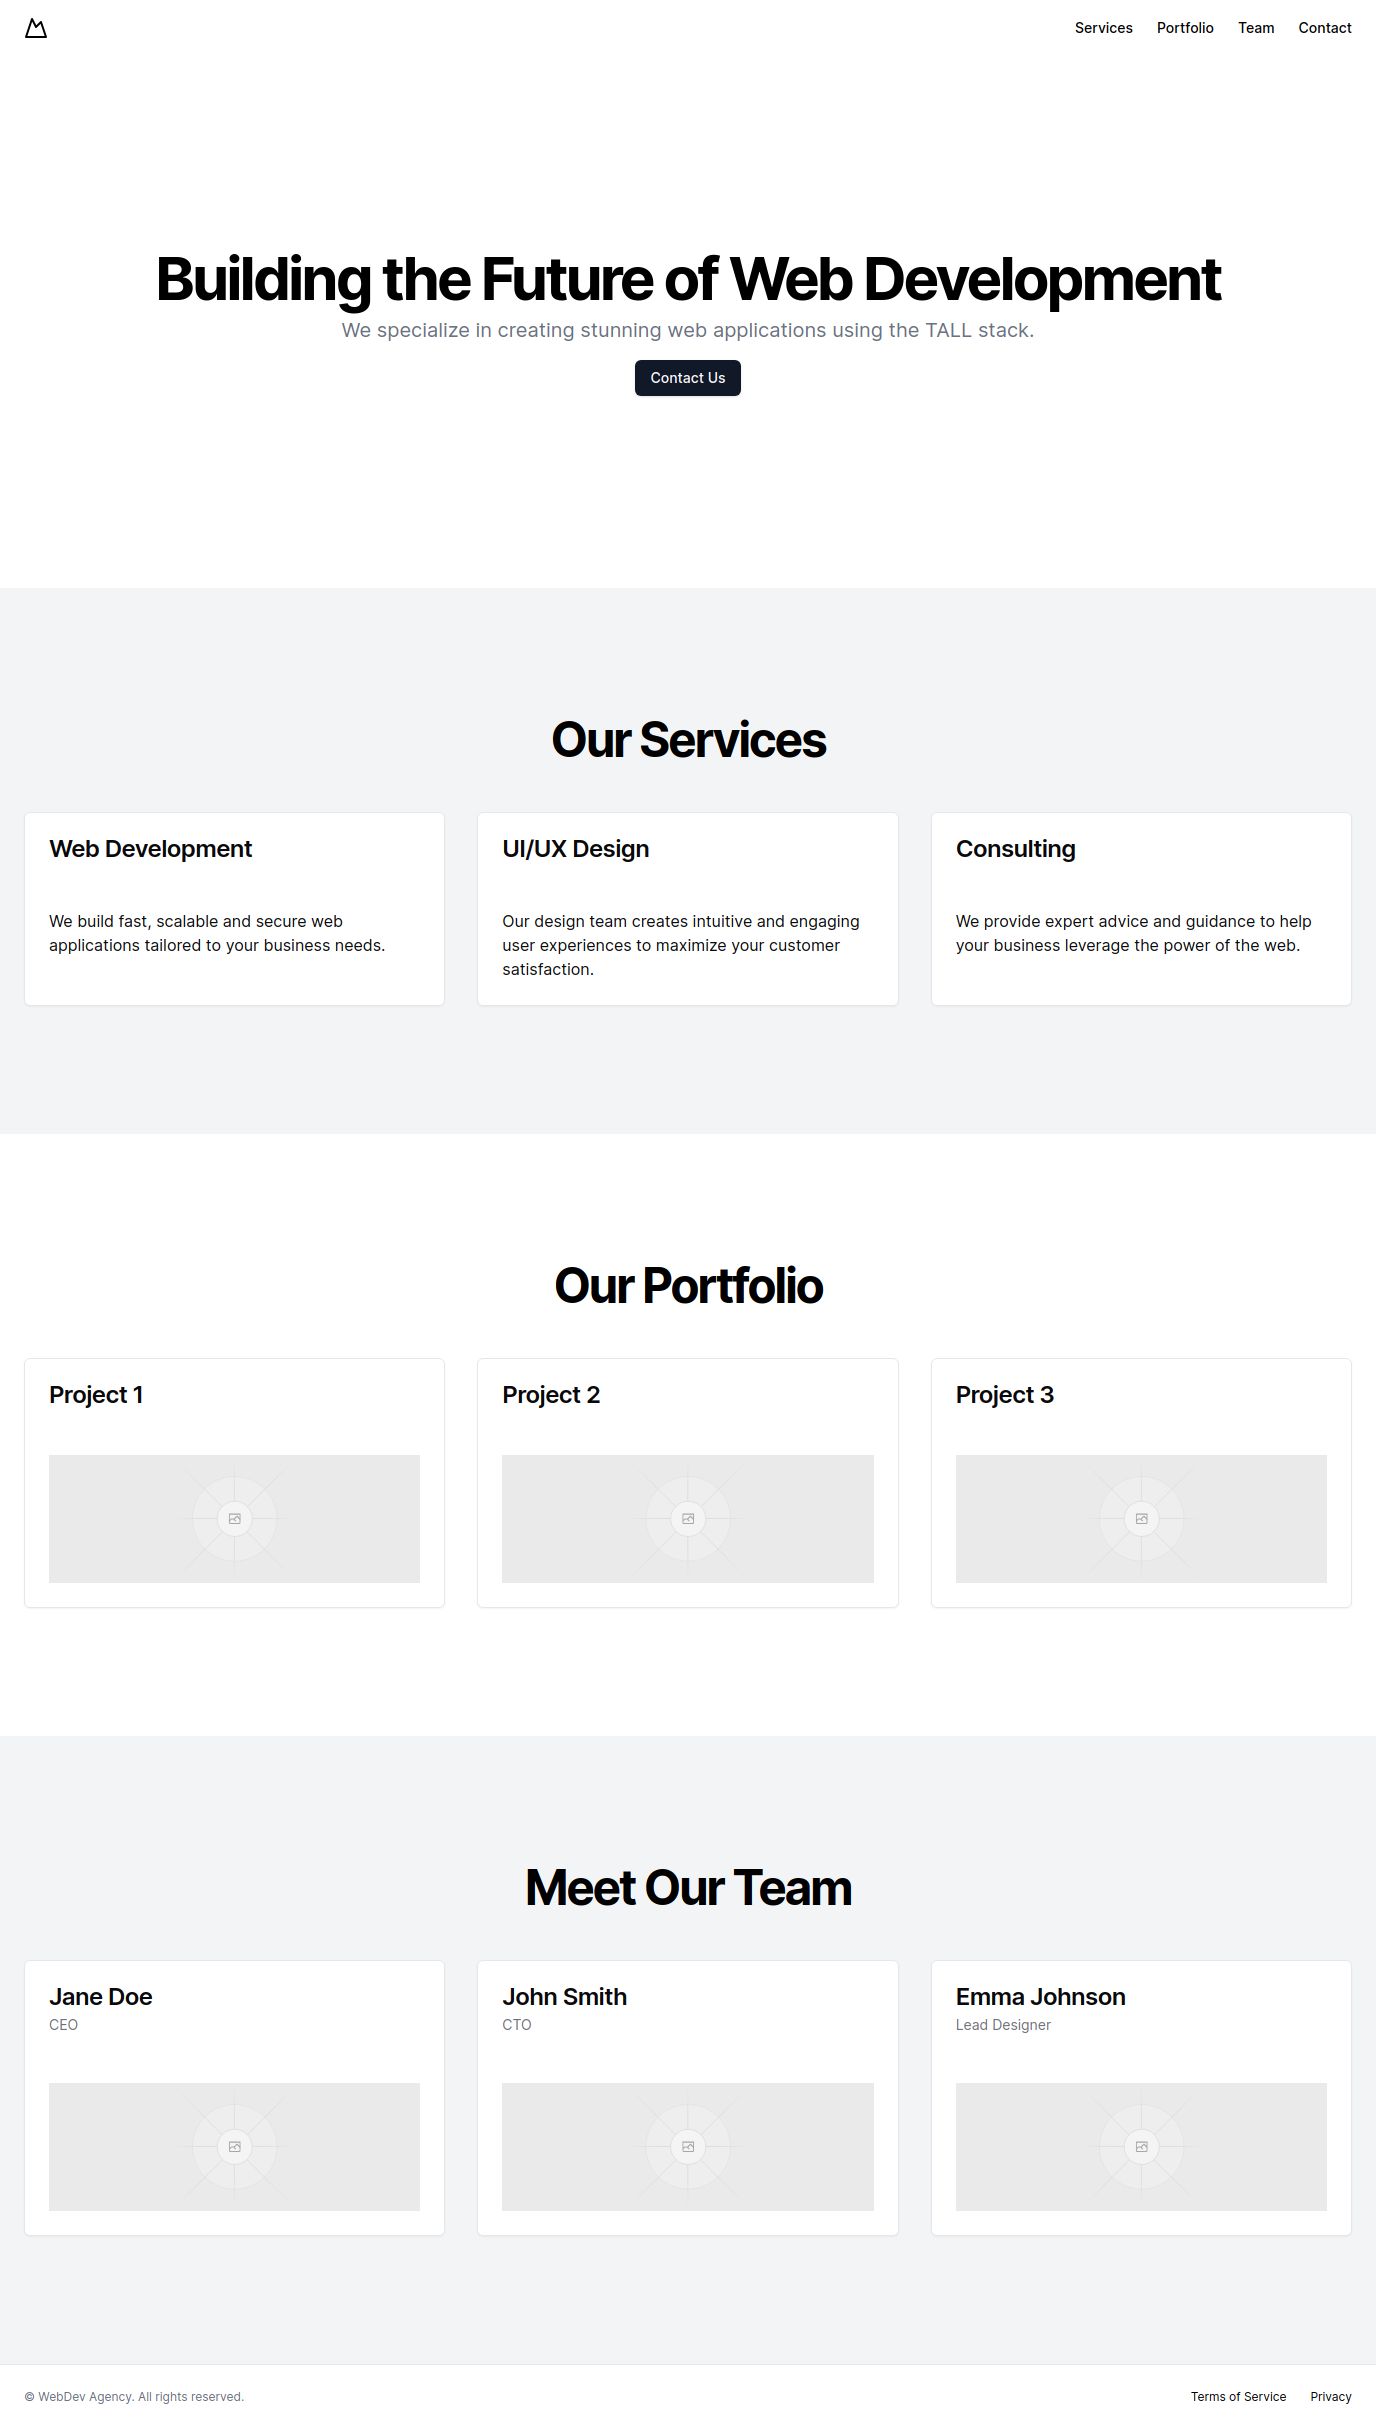 Services Portfolio Team Contact
Building the Future of Web Development
We specialize in creating stunning web applications using the TALL stack.
Contact Us
Our Services
Web Development
We build fast, scalable and secure web
applications tailored to your business needs.
UI/UX Design
Our design team creates intuitive and engaging
user experiences to maximize your customer
satisfaction.
Consulting
We provide expert advice and guidance to help
your business leverage the power of the web.
Our Portfolio
Project 1
Project 2
Project 3
Meet Our Team
Jane Doe
CEO
John Smith
CTO
Emma Johnson
Lead Designer
© WebDev Agency. All rights reserved.
Terms of Service Privacy